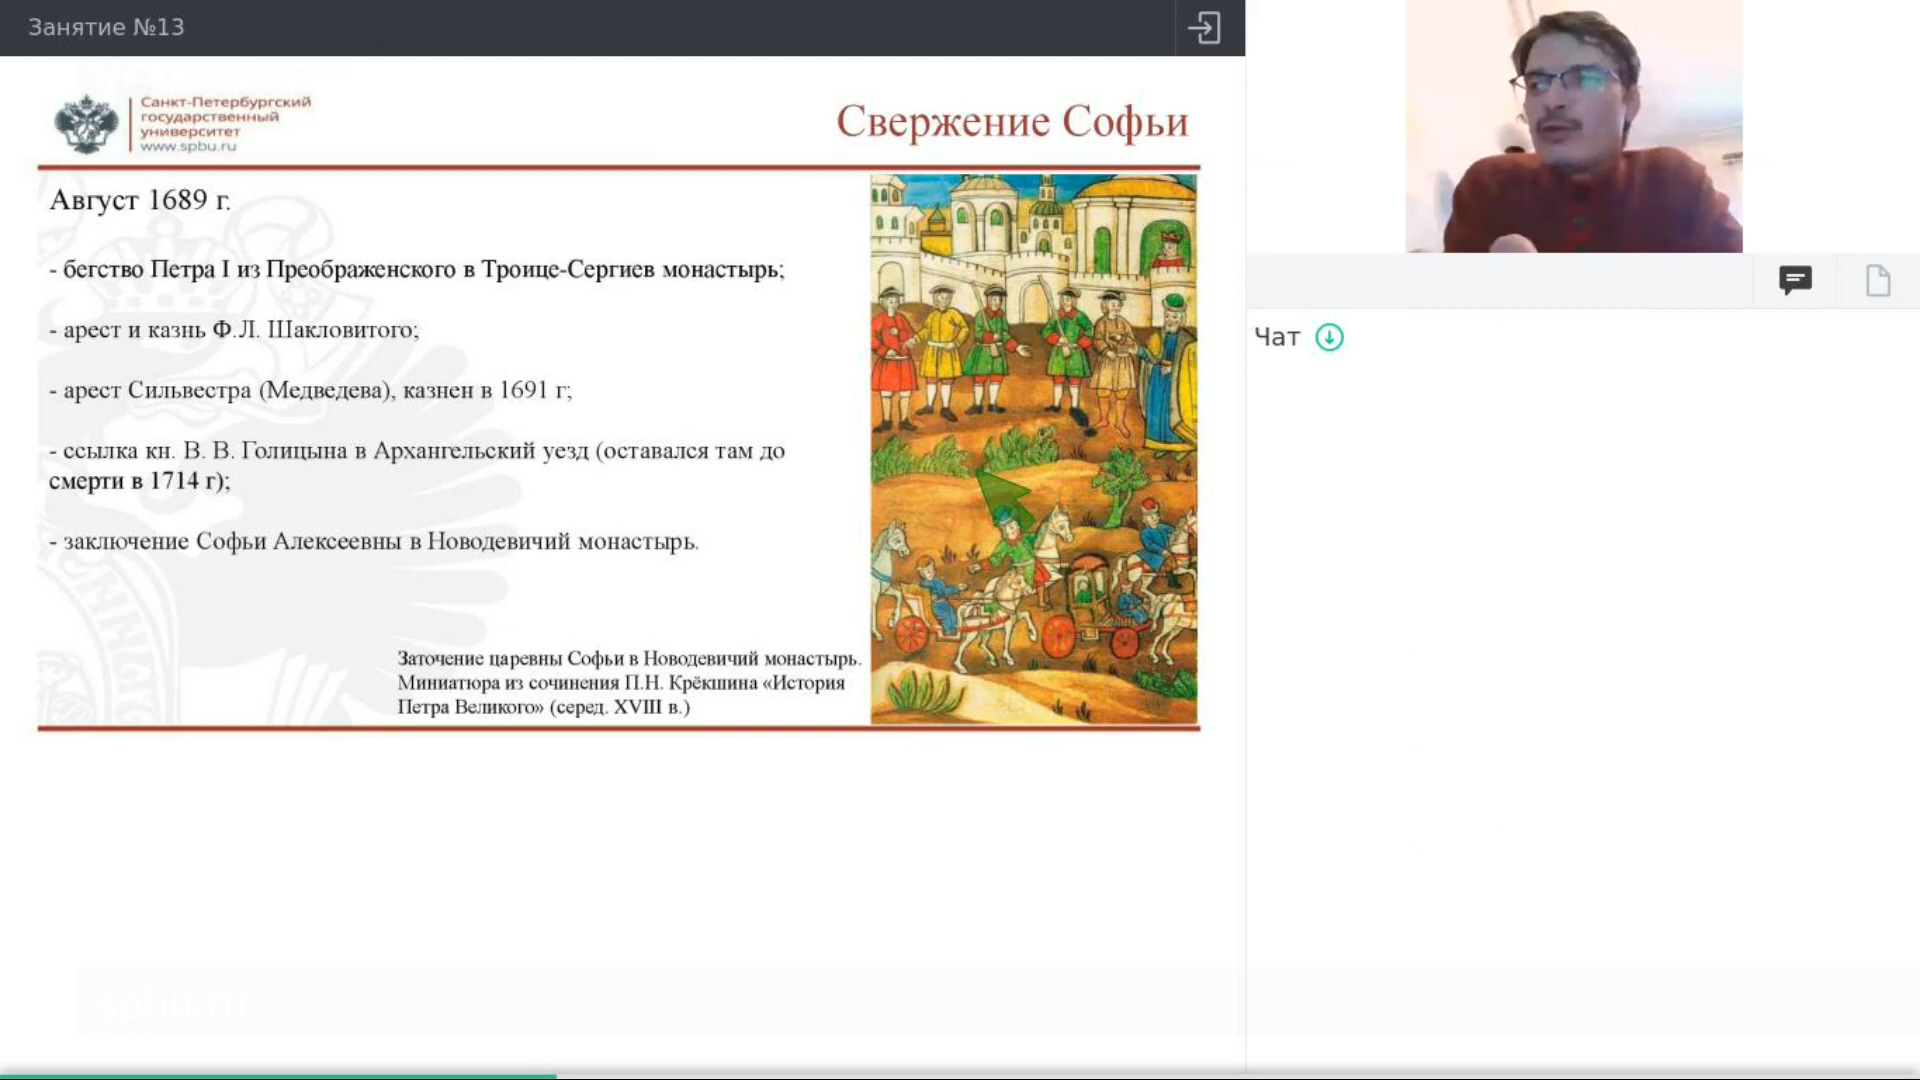 Занятие №13
Санкт-Петербургский
государственный
университет
www.spbu.ru
Свержение Софьи
Август 1689 г.
- бегство Петра I из Преображенского в Троице-Сергиев монастырь;
- арест и казнь Ф.Л. Шакловитого;
- арест Сильвестра (Медведева), казнен в 1691 г;
- ссылка кн. В. В. Голицына в Архангельский уезд (оставался там до
смерти в 1714 г);
- заключение Софьи Алексеевны в Новодевичий монастырь.
Заточение царевны Софьи в Новодевичий монастырь.
Миниатюра из сочинения П.Н. Крёкшина «История
Петра Великого» (серед. XVIII в.)
Чат
spbu.ru